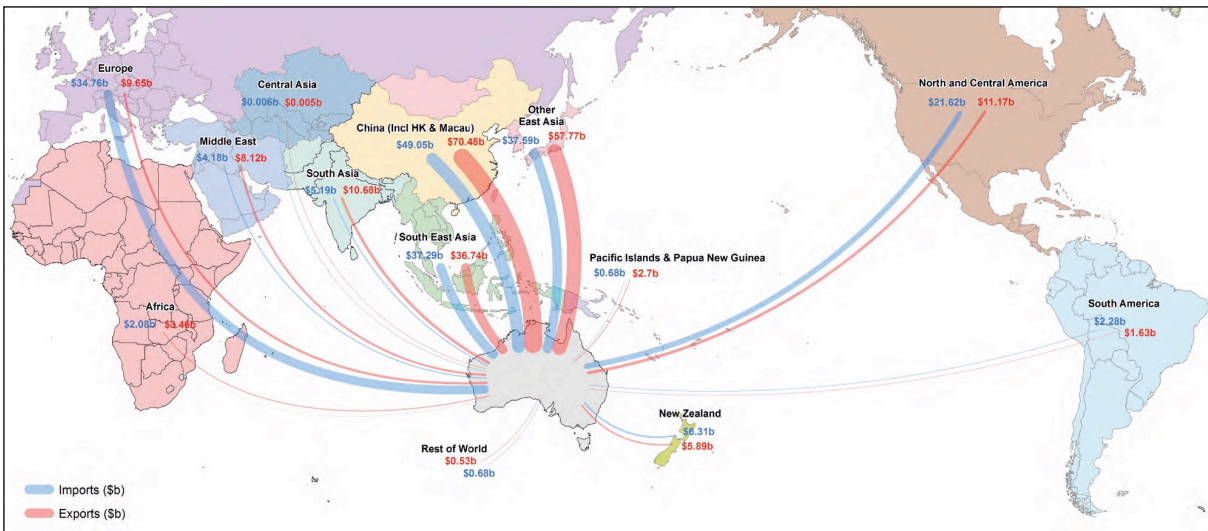 Europe
$34.76b $9.65b
Central Asia
$0.006b $0.005b
Middle East
$4.18b $8.12b
China (Incl HK & Macau)
$49.05b $70.48b
Other
East Asia
$37.59b $57.77b
North and Central America
$21.62b $11.17b
South Asia
$5.19b $10.68b
South East Asia
$37.29b $36.74b
Pacific Islands & Papua New Guinea
$0.68b $2.7b
Africa
$2.08b $3.46b
South America
$2.28b
$1.63b
New Zealand
$6.31b
$5.89b
Rest of World
$0.53b
$0.68b
Imports ($b)
Exports ($b)